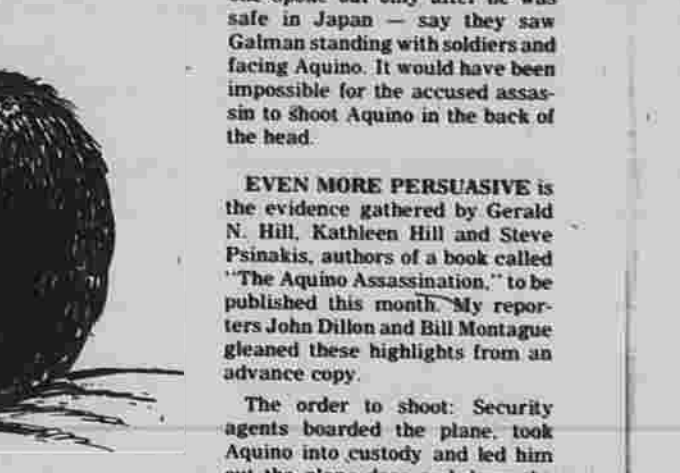 safe in Japan — say they saw
Galman standing with soldiers and
facing Aquino. It would have been
impossible for the accused assas-
sin to shoot Aquino in the back of
the head.
EVEN MORE PERSUASIVE is
the evidence gathered by Gerald
N. Hill, Kathleen Hill and Steve
Psinakis, authors of a book called
"The Aquino Assassination," to be
published this month. My repor-
ters John Dillon and Bill Montague
gleaned these highlights from an
advance copy.
The order to shoot: Security
agents boarded the plane, took
Aquino into custody and led him